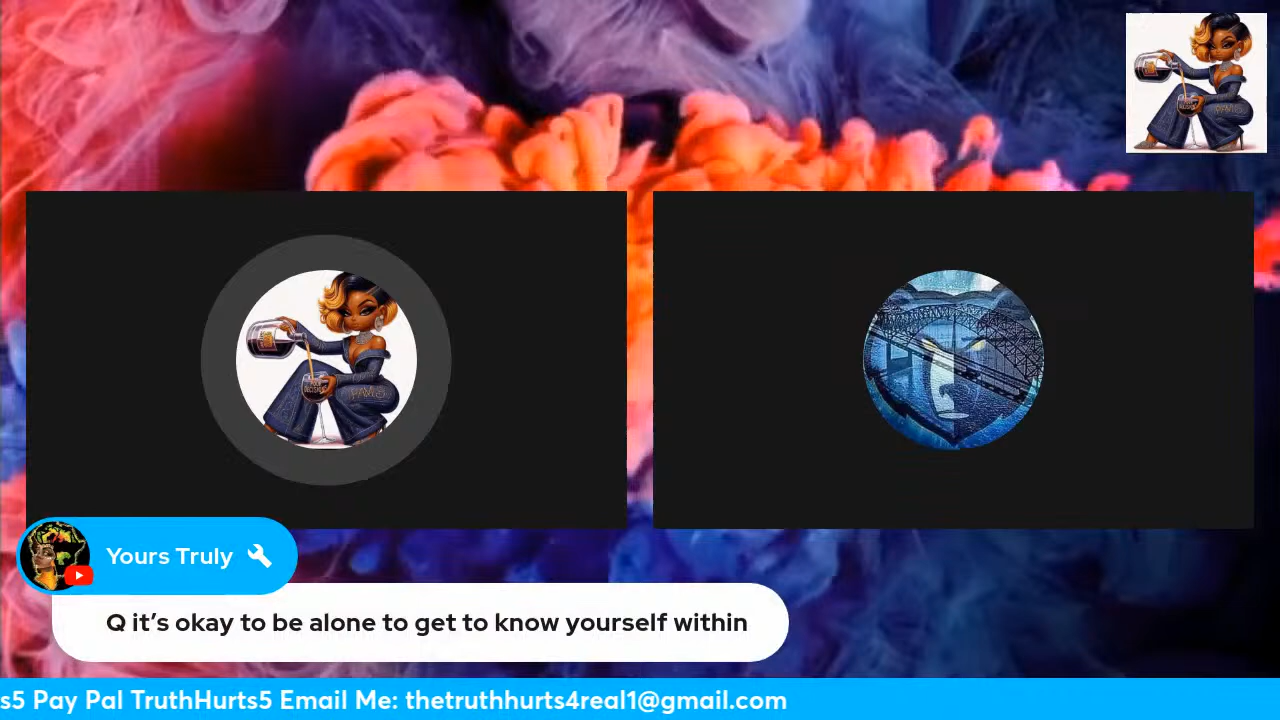 Yours Truly
Q it’s okay to be alone to get to know yourself within
s5 Pay Pal TruthHurts5 Email Me: thetruthhurts4real1@gmail.com